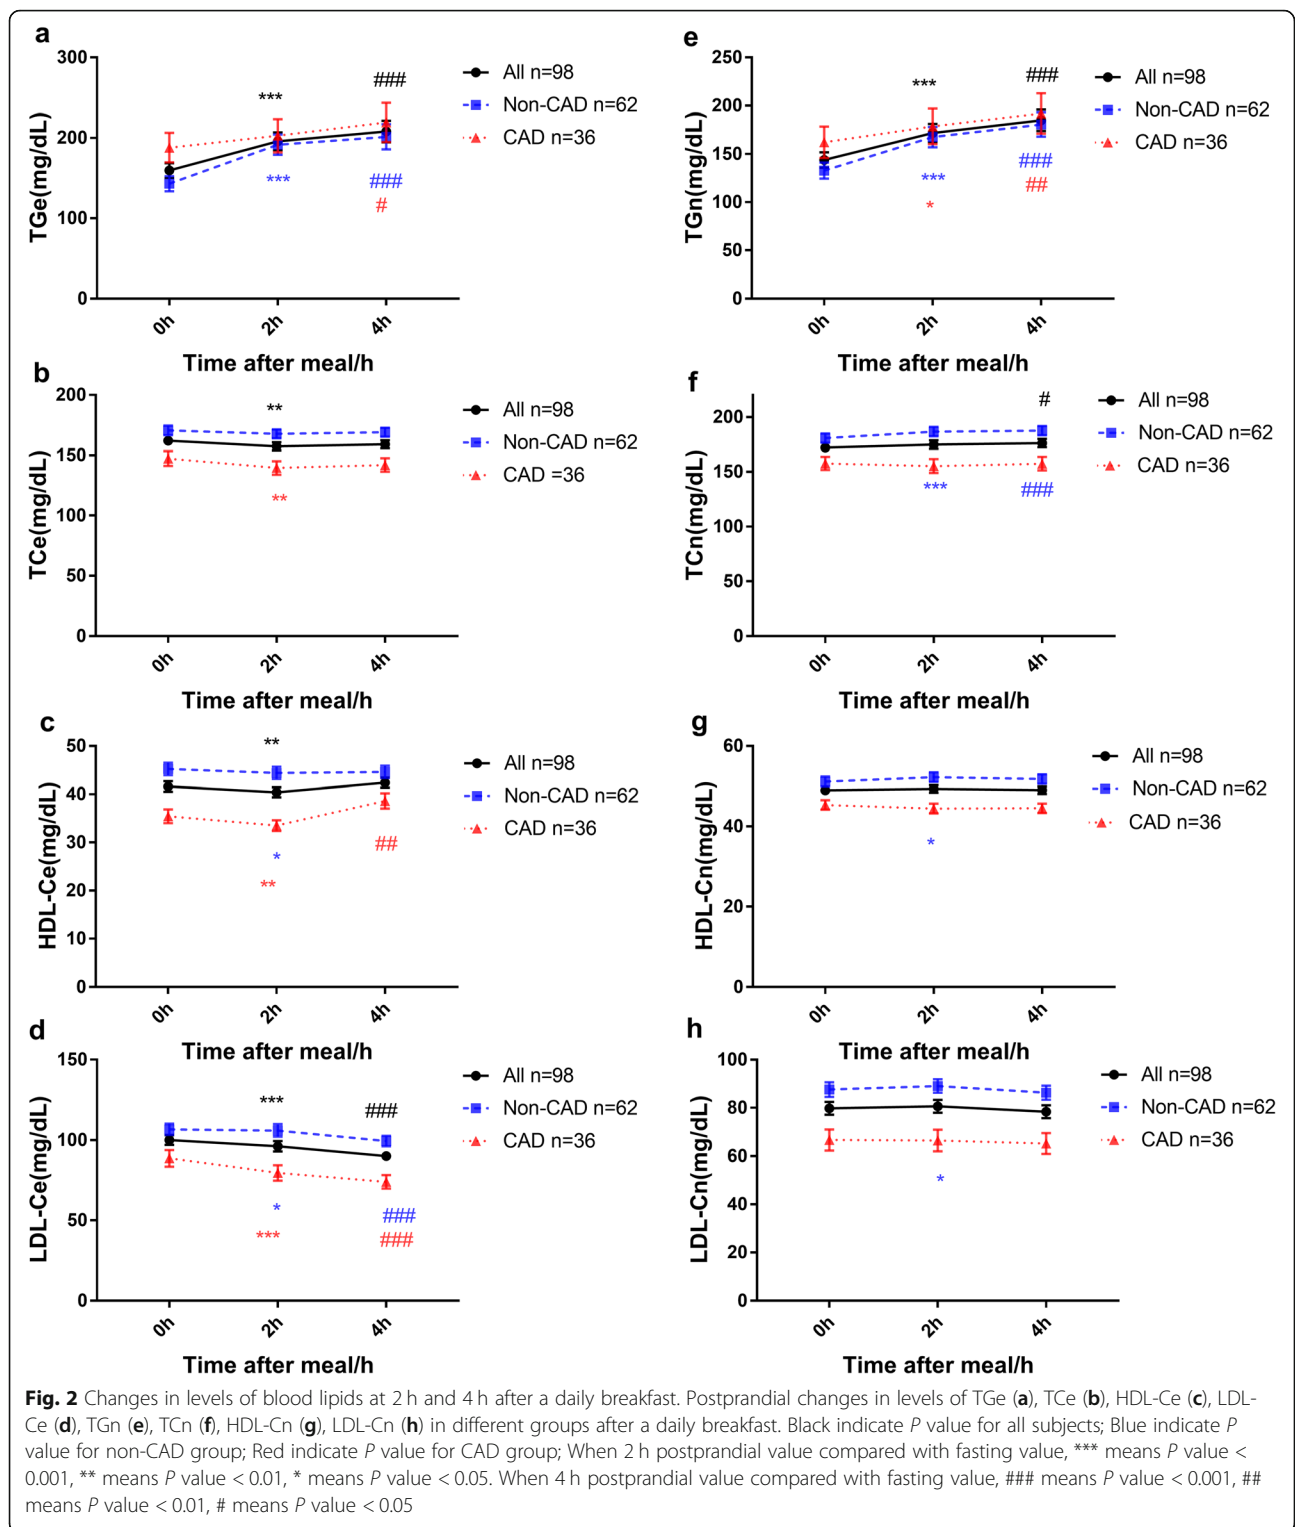 a
300
200
100
0
TGe(mg/dL)
***
###
***
###
#
All n=98
Non-CAD n=62
CAD n=36
0h
2h
4h
Time after meal/h
e
250
200
150
100
50
0
TGn(mg/dL)
***
###
***
###
*
##
All n=98
Non-CAD n=62
CAD n=36
0h
2h
4h
Time after meal/h
b
200
150
100
50
0
TCe(mg/dL)
**
**
All n=98
Non-CAD n=62
CAD =36
0h
2h
4h
Time after meal/h
f
200
150
100
50
0
TCn(mg/dL)
#
***
###
All n=98
Non-CAD n=62
CAD n=36
0h
2h
4h
Time after meal/h
c
50
40
30
20
10
0
HDL-Ce(mg/dL)
**
*
**
##
All n=98
Non-CAD n=62
CAD n=36
0h
2h
4h
Time after meal/h
g
60
40
20
0
HDL-Cn(mg/dL)
*
All n=98
Non-CAD n=62
CAD n=36
0h
2h
4h
Time after meal/h
d
150
100
50
0
LDL-Ce(mg/dL)
***
###
*
###
***
###
All n=98
Non-CAD n=62
CAD n=36
0h
2h
4h
Time after meal/h
h
100
80
60
40
20
0
LDL-Cn(mg/dL)
*
All n=98
Non-CAD n=62
CAD n=36
0h
2h
4h
Time after meal/h
Fig. 2 Changes in levels of blood lipids at 2 h and 4 h after a daily breakfast. Postprandial changes in levels of TGe (a), TCe (b), HDL-Ce (c), LDL-
Ce (d), TGn (e), TCn (f), HDL-Cn (g), LDL-Cn (h) in different groups after a daily breakfast. Black indicate P value for all subjects; Blue indicate P
value for non-CAD group; Red indicate P value for CAD group; When 2 h postprandial value compared with fasting value, *** means P value <
0.001, ** means P value < 0.01, * means P value < 0.05. When 4 h postprandial value compared with fasting value, ### means P value < 0.001, ##
means P value < 0.01, # means P value < 0.05